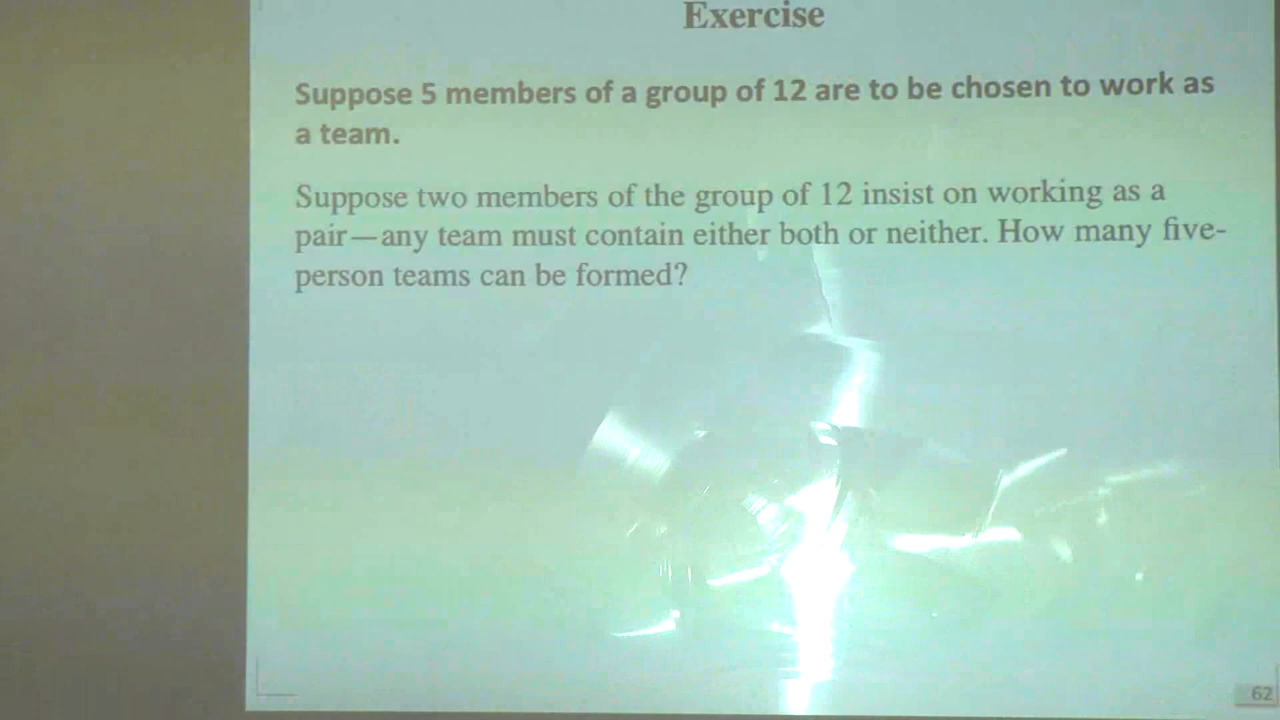 Exercise
Suppose 5 members of a group of 12 are to be chosen to work as
a team.
Suppose two members of the group of 12 insist on working as a
pair—any team must contain either both or neither. How many five-
person teams can be formed?
62